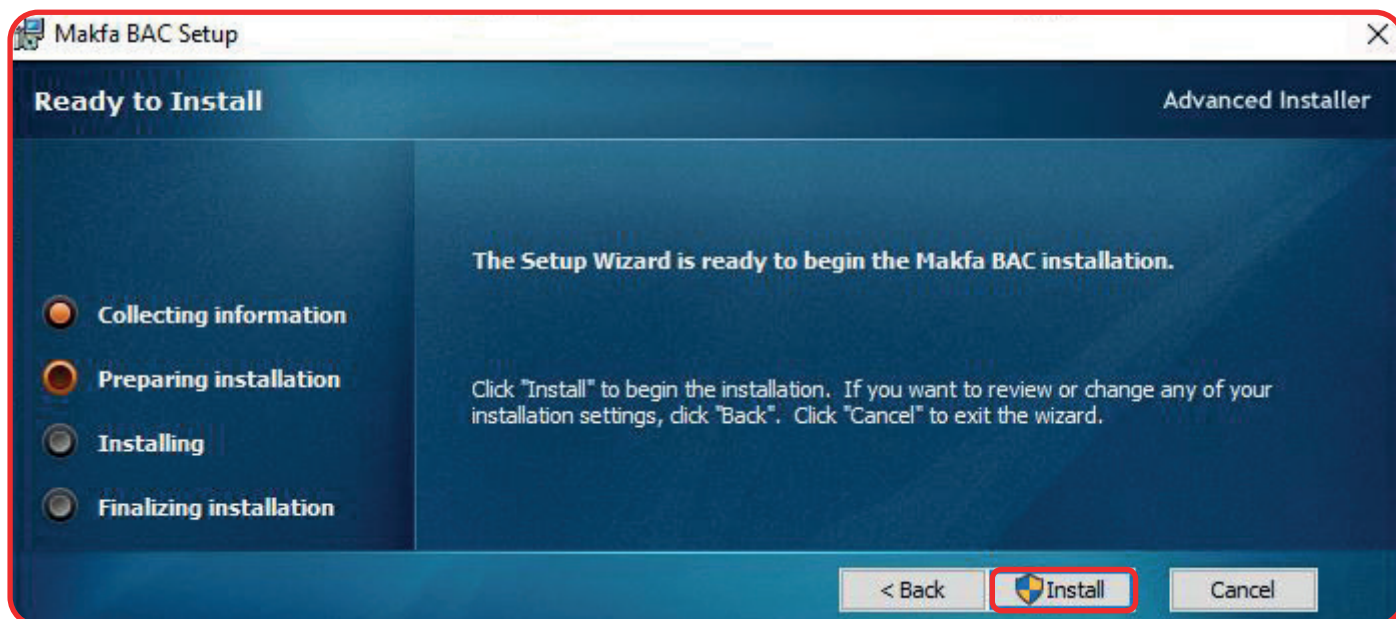 Makfa BAC Setup
Ready to Install
Advanced Installer
The Setup Wizard is ready to begin the Makfa BAC installation.
Collecting information
Preparing installation
Installing
Finalizing installation
Click "Install" to begin the installation. If you want to review or change any of your
installation settings, click "Back". Click "Cancel" to exit the wizard.
< Back
Install
Cancel